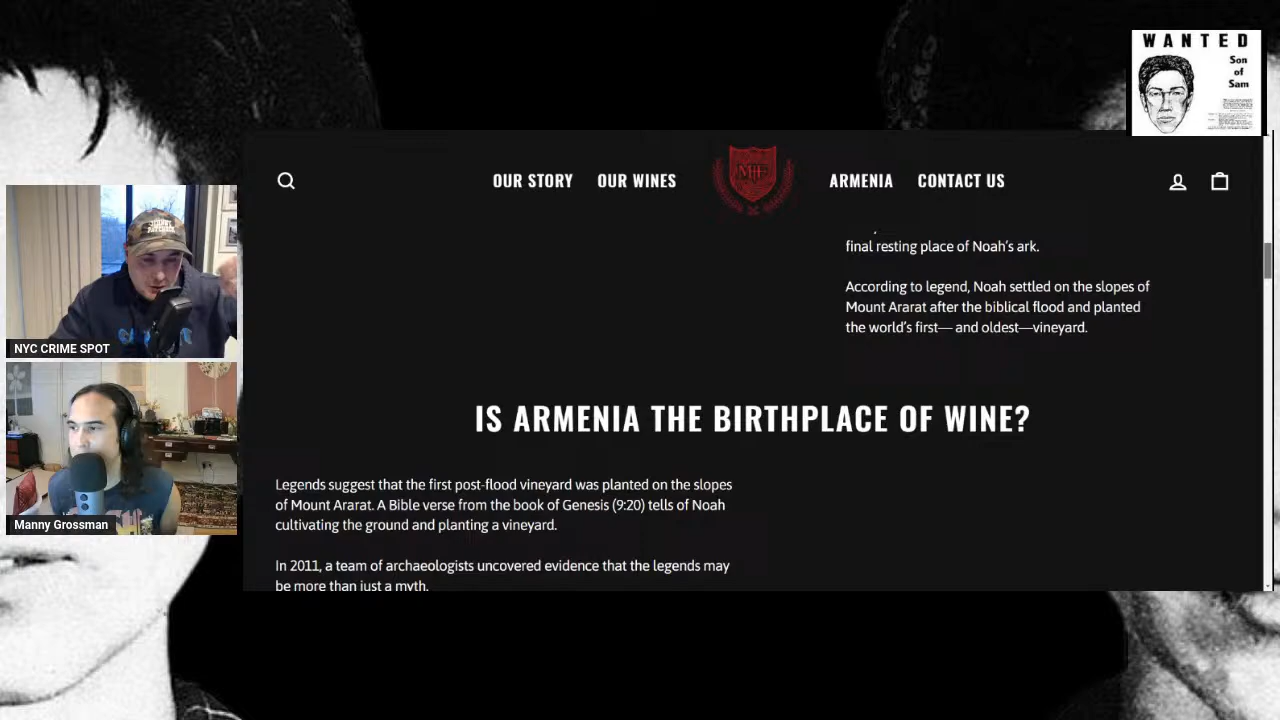 WANTED
Son
of
Sam
OUR STORY
OUR WINES
ARMENIA
CONTACT US
final resting place of Noah's ark.
According to legend, Noah settled on the slopes of
Mount Ararat after the biblical flood and planted
the world's first— and oldest—vineyard.
NYC CRIME SPOT
IS ARMENIA THE BIRTHPLACE OF WINE?
Legends suggest that the first post-flood vineyard was planted on the slopes
of Mount Ararat. A Bible verse from the book of Genesis (9:20) tells of Noah
cultivating the ground and planting a vineyard.
Manny Grossman
In 2011, a team of archaeologists uncovered evidence that the legends may
be more than just a myth.